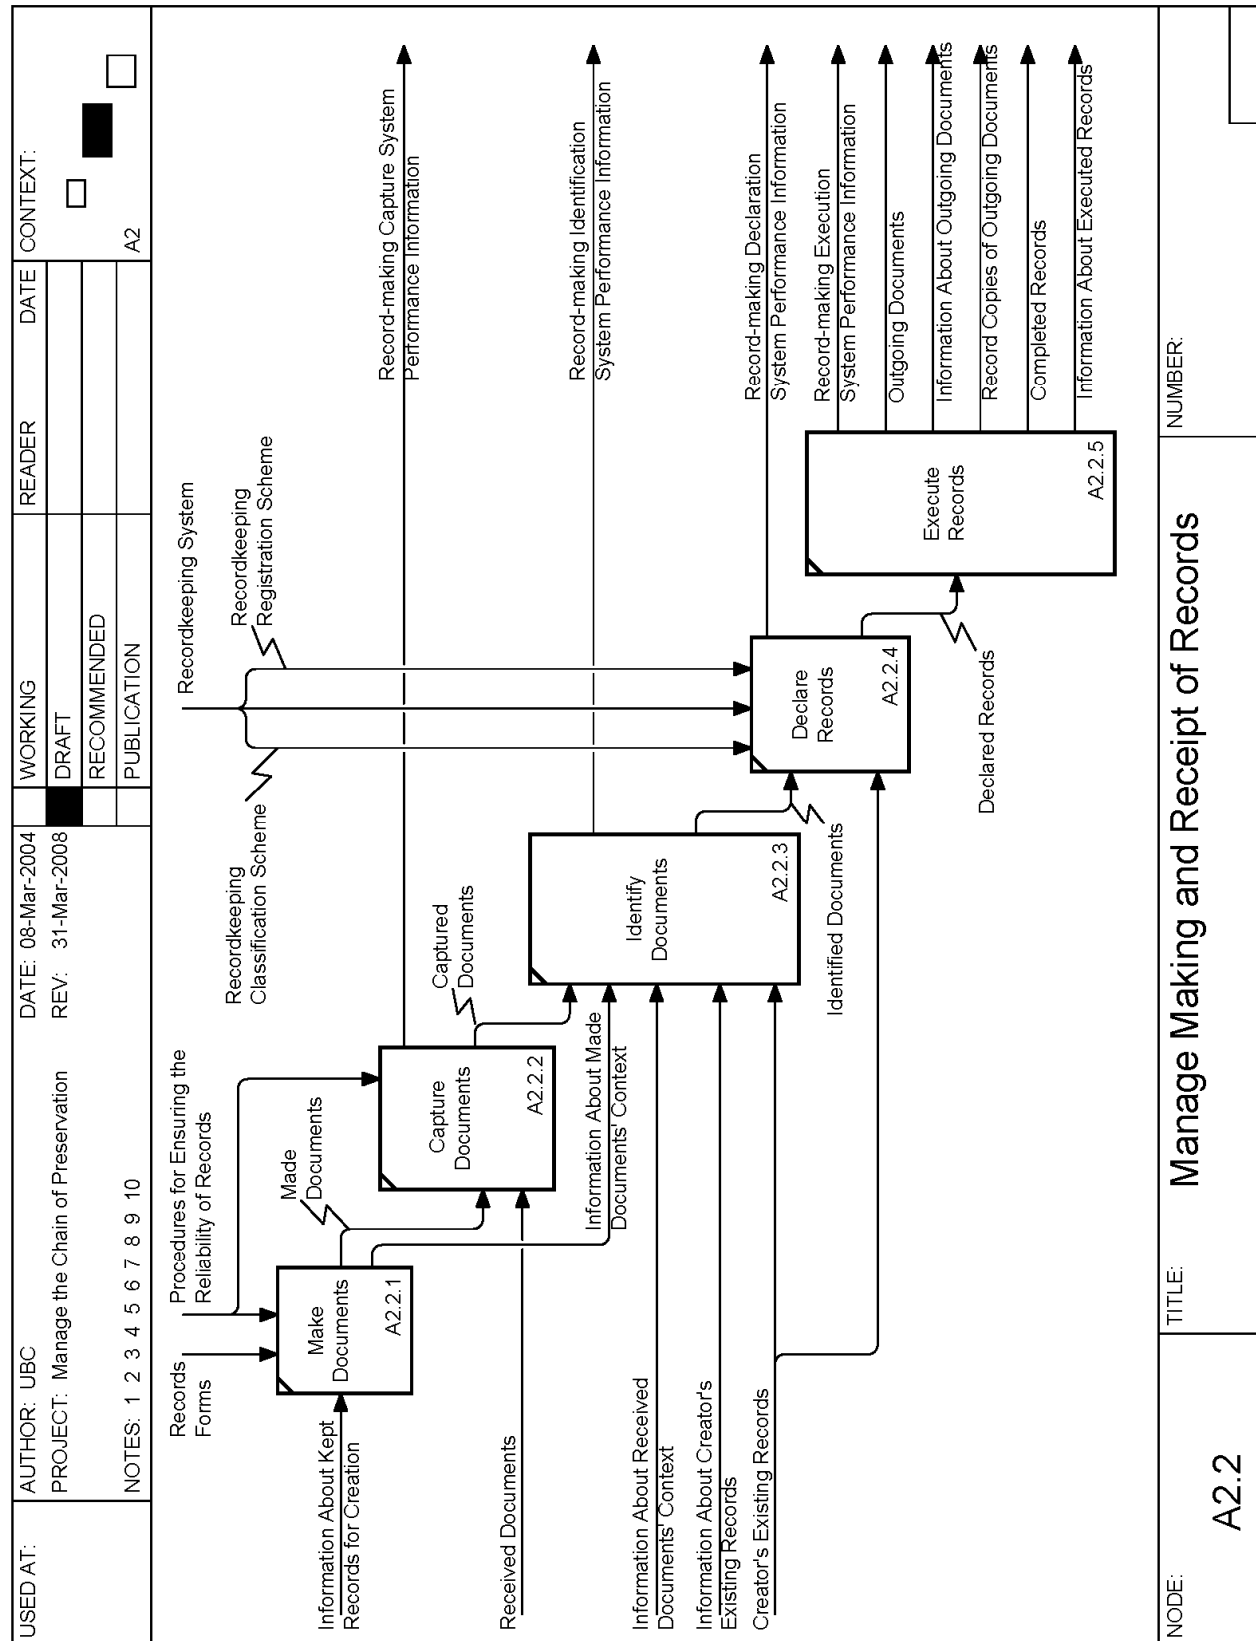 USED AT:
AUTHOR: UBC
PROJECT: Manage the Chain of Preservation
NOTES: 1 2 3 4 5 6 7 8 9 10
DATE: 08-Mar-2004
REV: 31-Mar-2008
WORKING
DRAFT
RECOMMENDED
PUBLICATION
READER
DATE
CONTEXT:
A2
Records
Forms
Procedures for Ensuring the
Reliability of Records
Recordkeeping System
Recordkeeping
Classification Scheme
Recordkeeping
Registration Scheme
Information About Kept
Records for Creation
Make
Documents
A2.2.1
Made
Documents
Received Documents
Capture
Documents
A2.2.2
Record-making Capture System
Performance Information
Captured
Documents
Information About Made
Documents' Context
Information About Received
Documents' Context
Information About Creator's
Existing Records
Creator's Existing Records
Identify
Documents
A2.2.3
Record-making Identification
System Performance Information
Identified Documents
Declare
Records
A2.2.4
Record-making Declaration
System Performance Information
Declared Records
Execute
Records
A2.2.5
Record-making Execution
System Performance Information
Outgoing Documents
Information About Outgoing Documents
Record Copies of Outgoing Documents
Completed Records
Information About Executed Records
NODE:
A2.2
TITLE:
Manage Making and Receipt of Records
NUMBER: